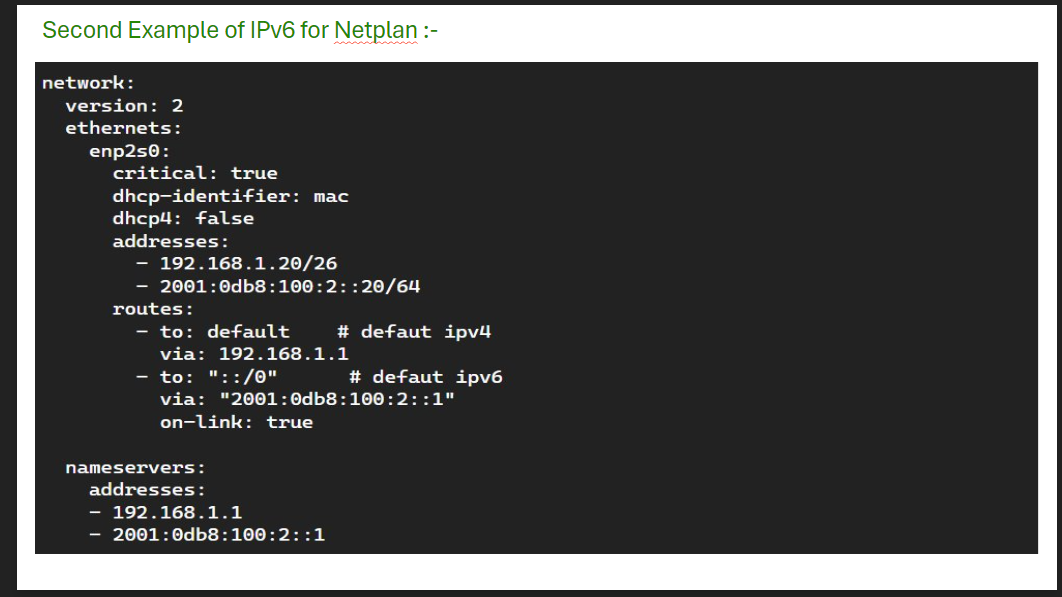 Second Example of IPv6 for Netplan :-
network:
  version: 2
  ethernets:
    enp2s0:
      critical: true
      dhcp-identifier: mac
      dhcp4: false
      addresses:
        - 192.168.1.20/26
        - 2001:0db8:100:2::20/64
      routes:
        - to: default    # defaut ipv4
          via: 192.168.1.1
        - to: "::/0"      # defaut ipv6
          via: "2001:0db8:100:2::1"
          on-link: true
  nameservers:
    addresses:
    - 192.168.1.1
    - 2001:0db8:100:2::1